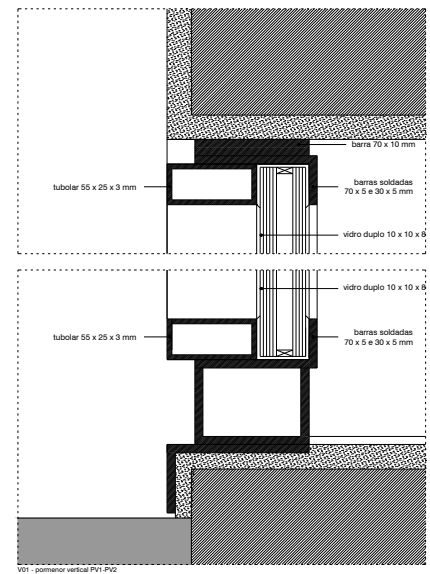 barra 70 x 10 mm
tubolar 55 x 25 x 3 mm
barras soldadas
70 x 5 e 30 x 5 mm
vidro duplo 10 x 10 x 8
vidro duplo 10 x 10 x 8
tubolar 55 x 25 x 3 mm
barras soldadas
70 x 5 e 30 x 5 mm
V01 - pormenor vertical PV1-PV2